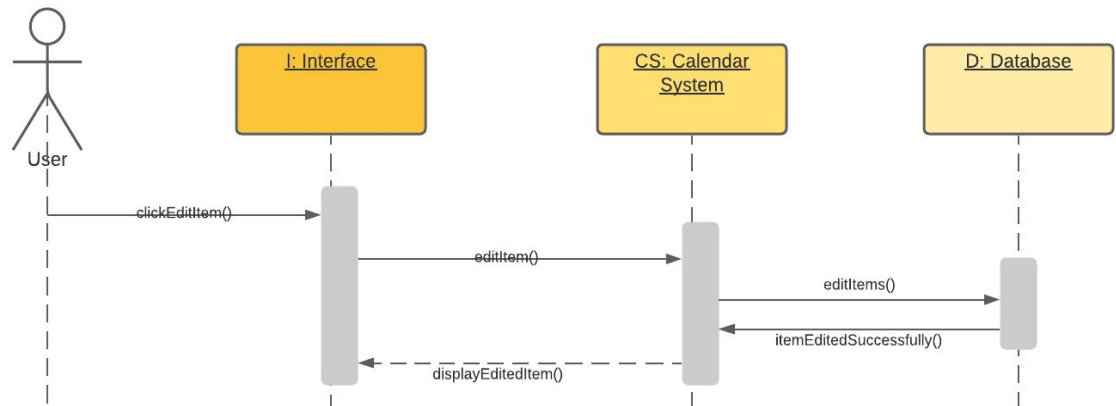 I: Interface
CS: Calendar
System
D: Database
User
clickEditItem()
editItem()
editItems()
itemEditedSuccessfully()
displayEditedItem()